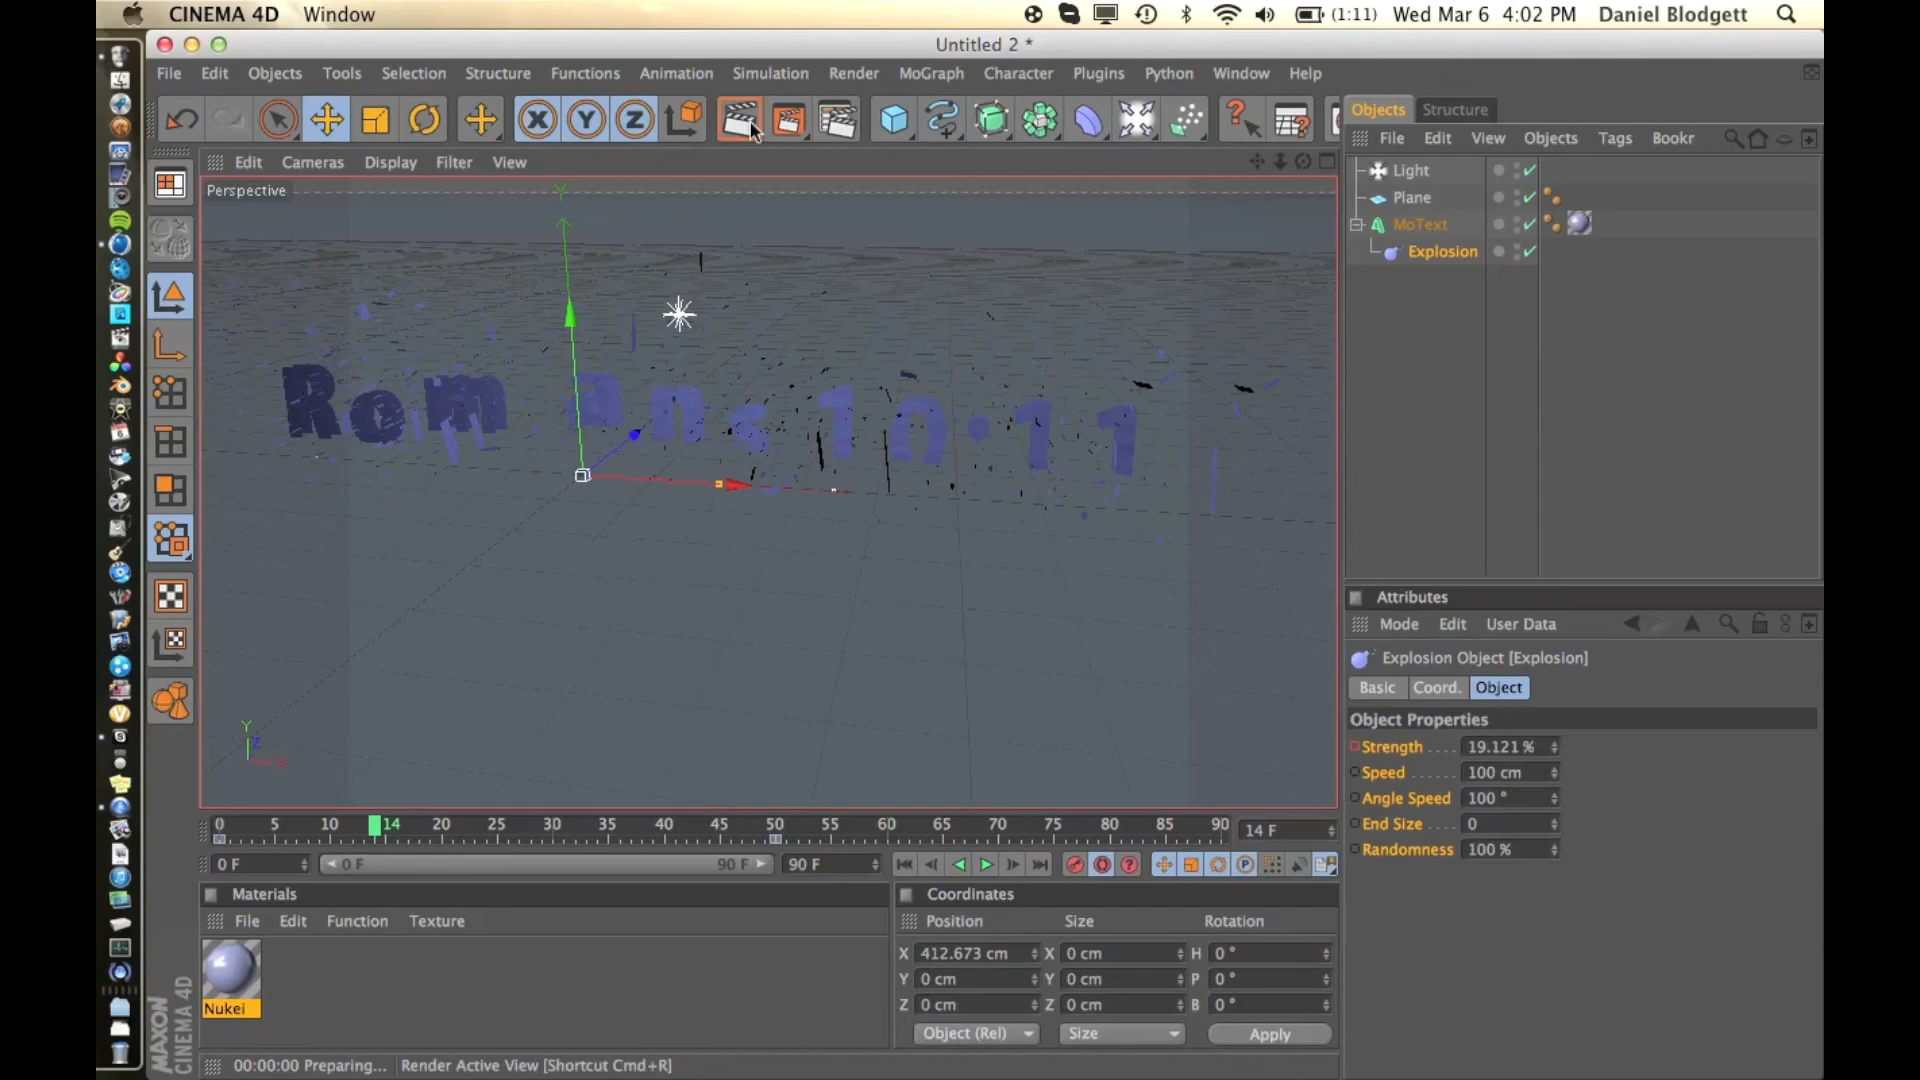 CINEMA 4D Window (1:11) Wed Mar 6 4:02 PM Daniel Blodgett
Untitled 2 *
File Edit Objects Tools Selection Structure Functions Animation Simulation Render MoGraph Character Plugins Python Window Help
X Y Z
Objects Structure
File Edit View Objects Tags Bookr
Edit Cameras Display Filter View
Perspective
Light
Plane
MoText
Explosion
Y
Romans10:11
Y
Z
X
Attributes
Mode Edit User Data
Explosion Object [Explosion]
Basic Coord. Object
Object Properties
Strength 19.121 %
Speed 100 cm
Angle Speed 100 °
End Size 0
Randomness 100 %
0 5 10 14 20 25 30 35 40 45 50 55 60 65 70 75 80 85 90 14 F
0 F 0 F 90 F 90 F
Materials
File Edit Function Texture
Nukei
Coordinates
Position Size Rotation
X 412.673 cm X 0 cm H 0 °
Y 0 cm Y 0 cm P 0 °
Z 0 cm Z 0 cm B 0 °
Object (Rel) Size Apply
MAXON CINEMA 4D
00:00:00 Preparing... Render Active View [Shortcut Cmd+R]